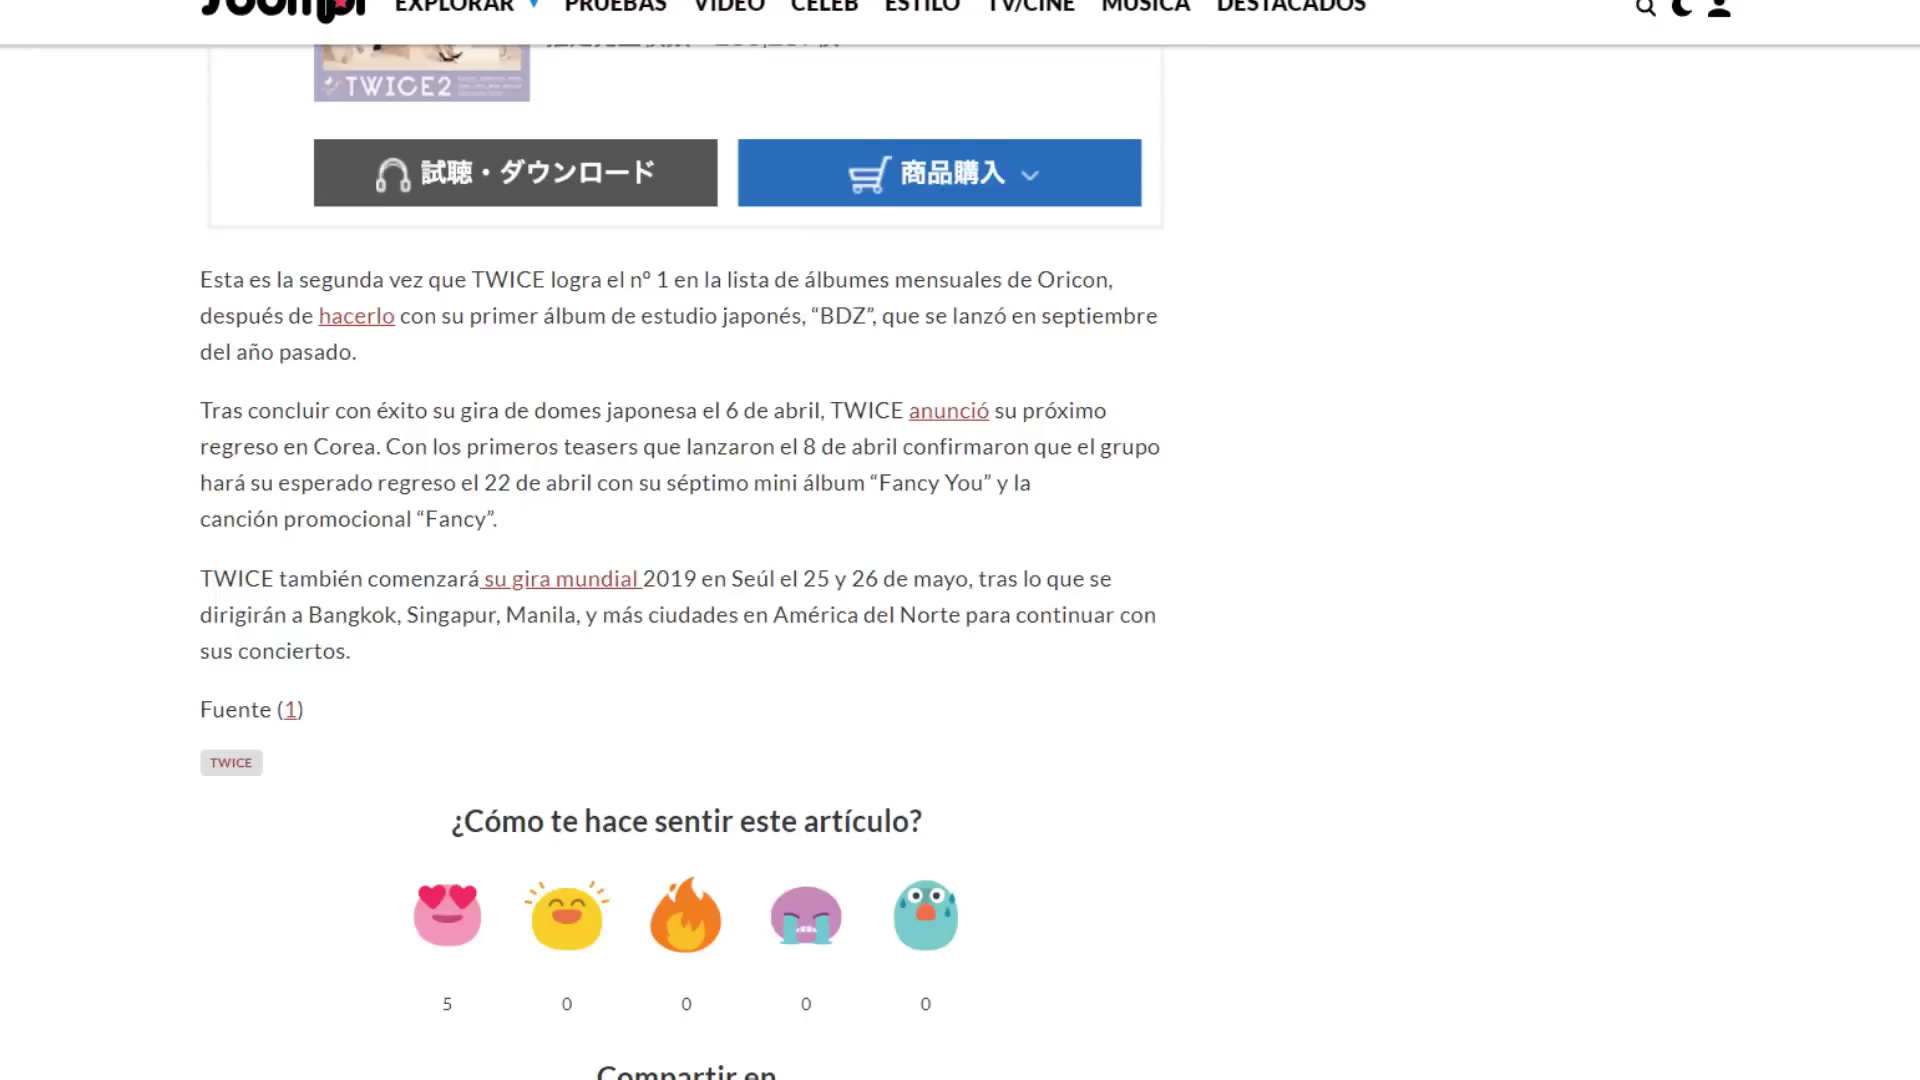 EXPLORAR PRUEBAS VIDEO CELEB ESTILO TV/CINE MÚSICA DESTACADOS
TWICE2
試聴・ダウンロード 商品購入
Esta es la segunda vez que TWICE logra el nº 1 en la lista de álbumes mensuales de Oricon,
después de hacerlo con su primer álbum de estudio japonés, “BDZ”, que se lanzó en septiembre
del año pasado.
Tras concluir con éxito su gira de domes japonesa el 6 de abril, TWICE anunció su próximo
regreso en Corea. Con los primeros teasers que lanzaron el 8 de abril confirmaron que el grupo
hará su esperado regreso el 22 de abril con su séptimo mini álbum “Fancy You” y la
canción promocional “Fancy”.
TWICE también comenzará su gira mundial 2019 en Seúl el 25 y 26 de mayo, tras lo que se
dirigirán a Bangkok, Singapur, Manila, y más ciudades en América del Norte para continuar con
sus conciertos.
Fuente (1)
TWICE
¿Cómo te hace sentir este artículo?
5 0 0 0 0
Compartir en